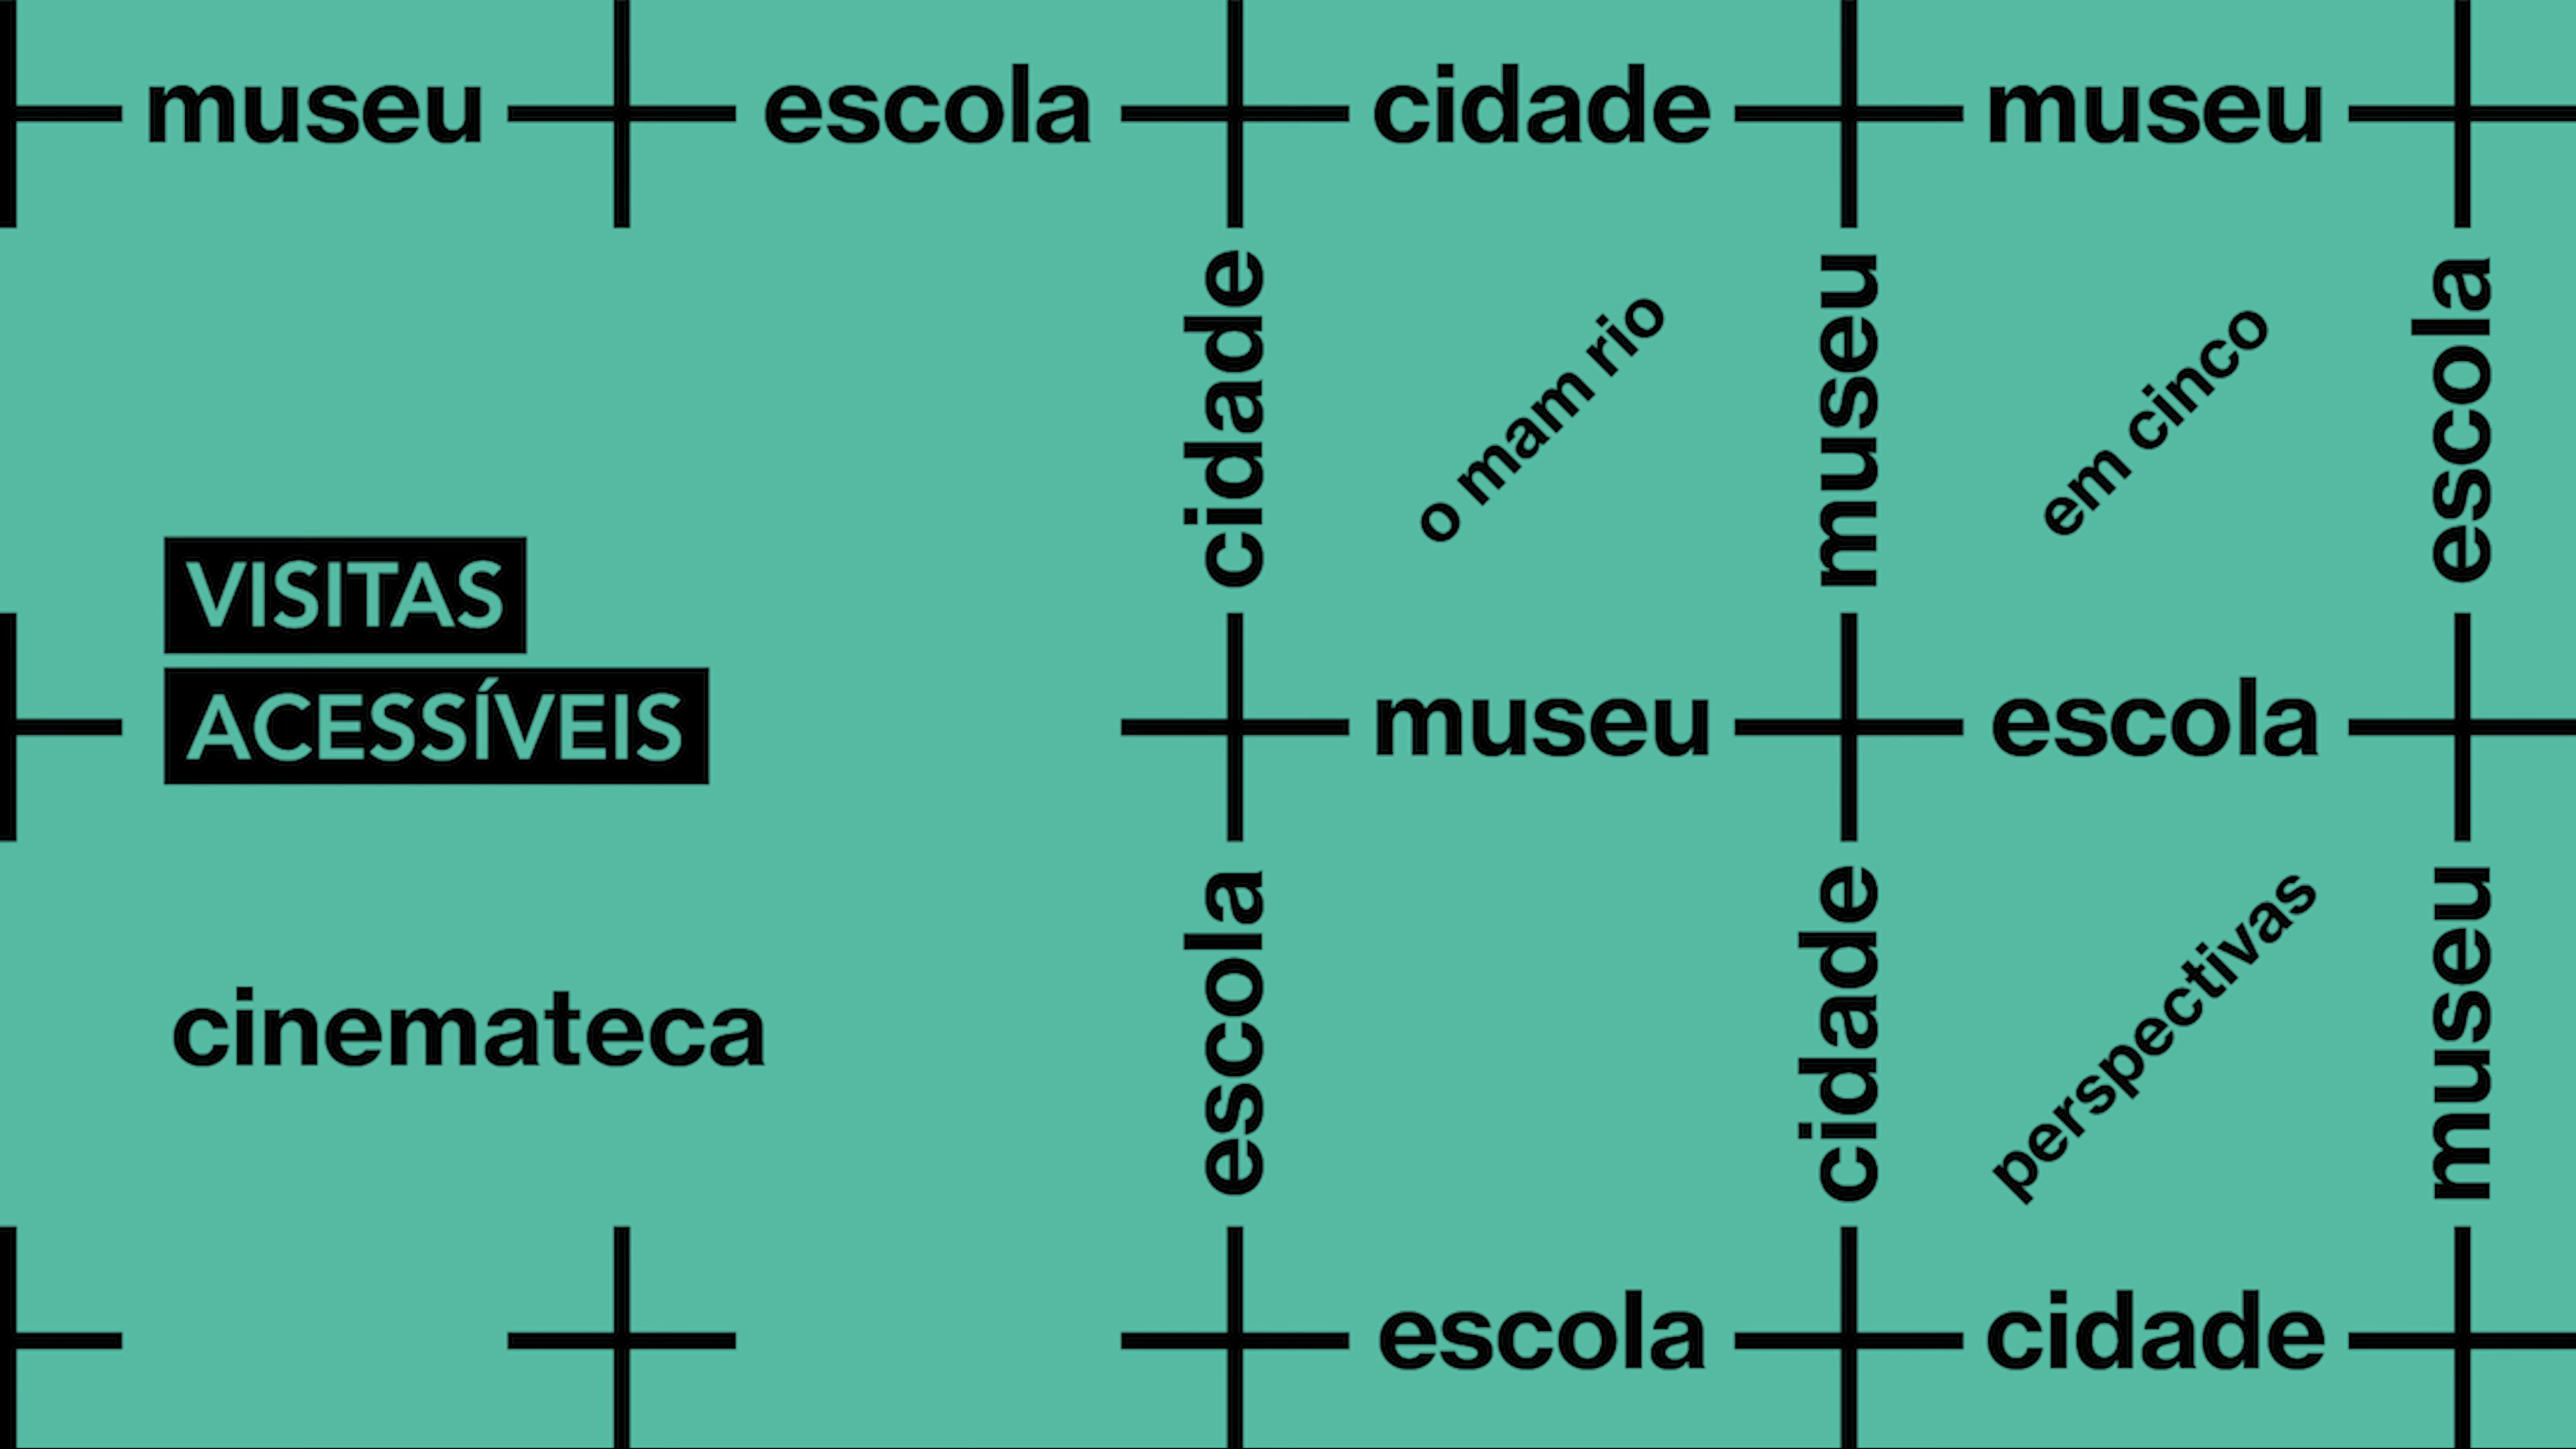 museu escola cidade museu
cidade
o mam rio
museu
em cinco
escola
VISITAS
ACESSÍVEIS
museu escola
cinemateca
escola
cidade
perspectivas
museu
escola cidade